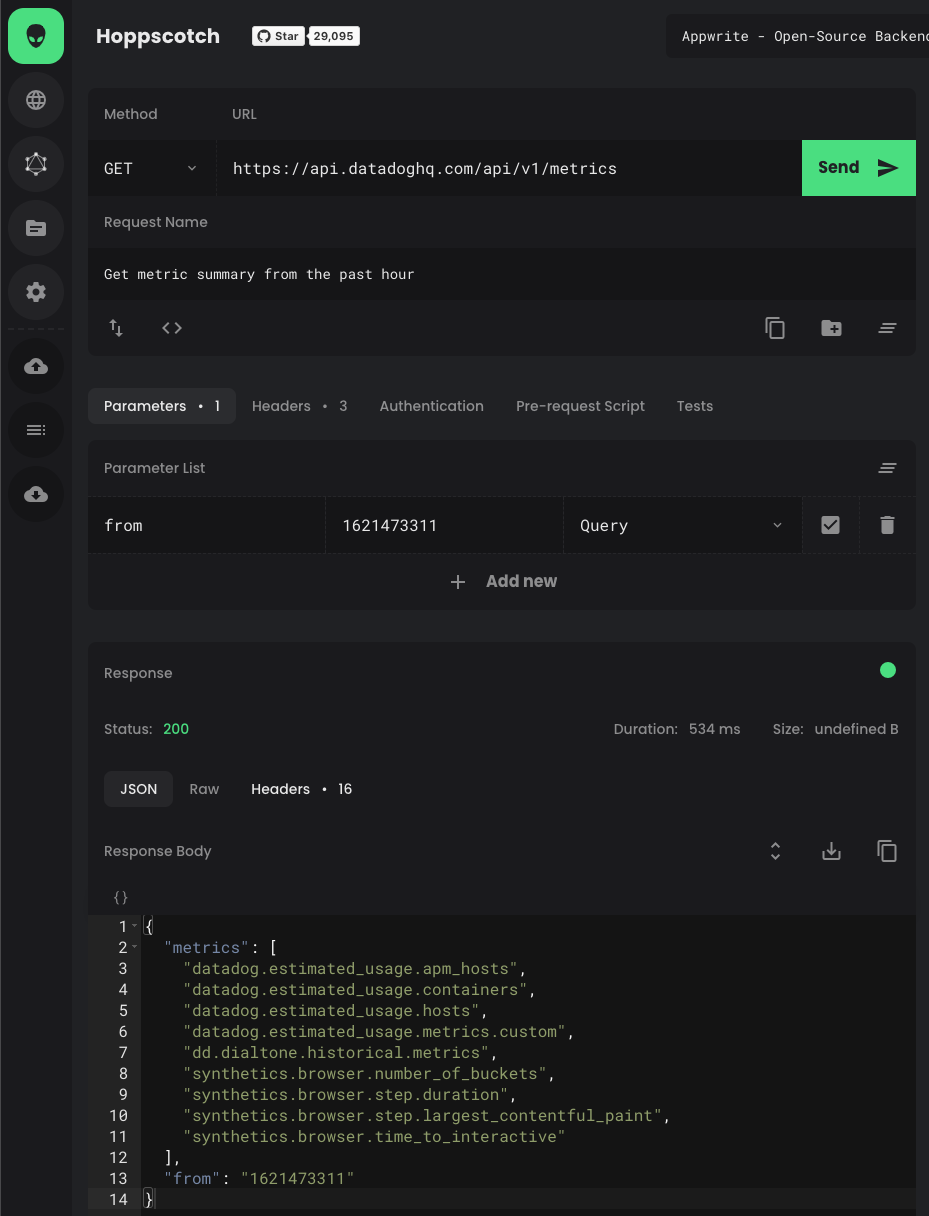 Hoppscotch
Star 29,095
Appwrite - Open-Source Backend
Method URL
GET https://api.datadoghq.com/api/v1/metrics Send
Request Name
Get metric summary from the past hour
Parameters • 1 Headers • 3 Authentication Pre-request Script Tests
Parameter List
from 1621473311 Query
+ Add new
Response
Status: 200 Duration: 534 ms Size: undefined B
JSON Raw Headers • 16
Response Body
{}
1 {
2 "metrics": [
3 "datadog.estimated_usage.apm_hosts",
4 "datadog.estimated_usage.containers",
5 "datadog.estimated_usage.hosts",
6 "datadog.estimated_usage.metrics.custom",
7 "dd.dialtone.historical.metrics",
8 "synthetics.browser.number_of_buckets",
9 "synthetics.browser.step.duration",
10 "synthetics.browser.step.largest_contentful_paint",
11 "synthetics.browser.time_to_interactive"
12 ],
13 "from": "1621473311"
14 }